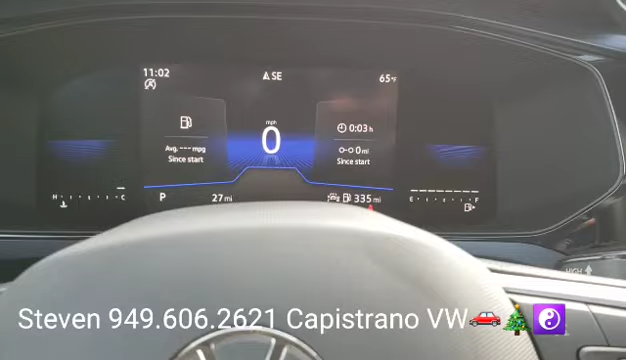 11:02 SE 65°F
mph
0
Avg. --- mpg
Since start
0:03 h
0 mi
Since start
H C E F
P 27 mi 335 mi
HIGH
Steven 949.606.2621 Capistrano VW🚗🎄☯️